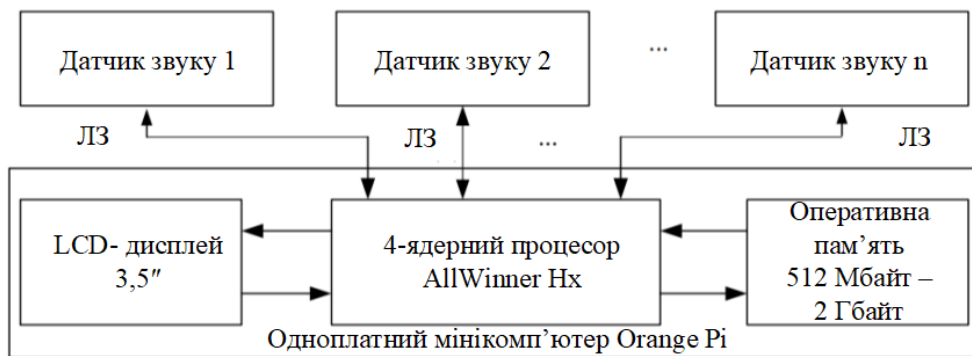 Датчик звуку 1
Датчик звуку 2
...
Датчик звуку n
ЛЗ
ЛЗ
...
ЛЗ
LCD- дисплей
3,5″
4-ядерний процесор
AllWinner Hx
Оперативна
пам’ять
512 Мбайт –
2 Гбайт
Одноплатний мінікомп’ютер Orange Pi